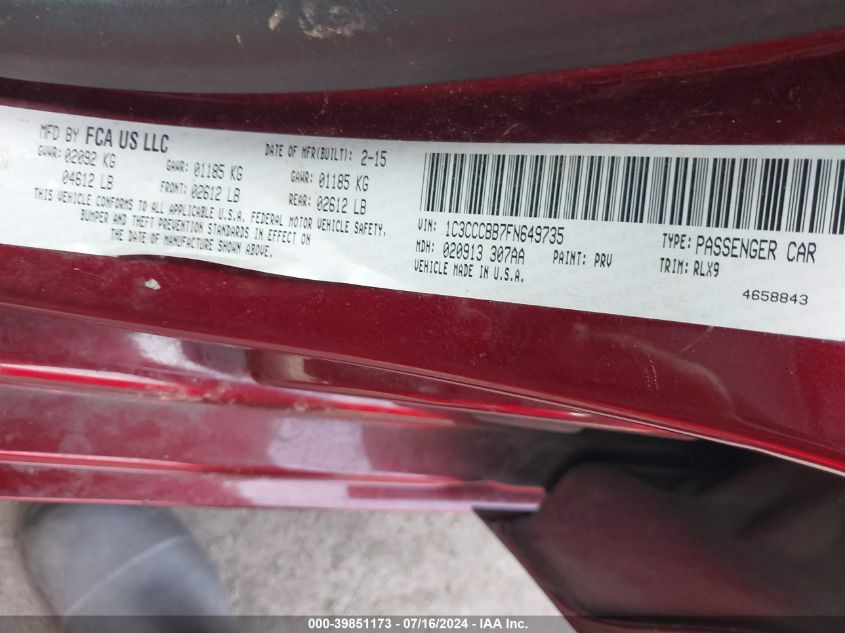 MFD BY FCA US LLC
DATE OF MFR(BUILT): 2-15
GVWR: 02092 KG
04612 LB
GAWR: 01185 KG
FRONT: 02612 LB
GAWR: 01185 KG
REAR: 02612 LB
THIS VEHICLE CONFORMS TO ALL APPLICABLE U.S.A. FEDERAL MOTOR VEHICLE SAFETY,
BUMPER AND THEFT PREVENTION STANDARDS IN EFFECT ON
THE DATE OF MANUFACTURE SHOWN ABOVE.
VIN: 1C3CCCBB7FN649735
TYPE: PASSENGER CAR
MDH: 020913 307AA
PAINT: PRV
TRIM: RLX9
VEHICLE MADE IN U.S.A.
4658843
000-39851173 - 07/16/2024 - IAA Inc.